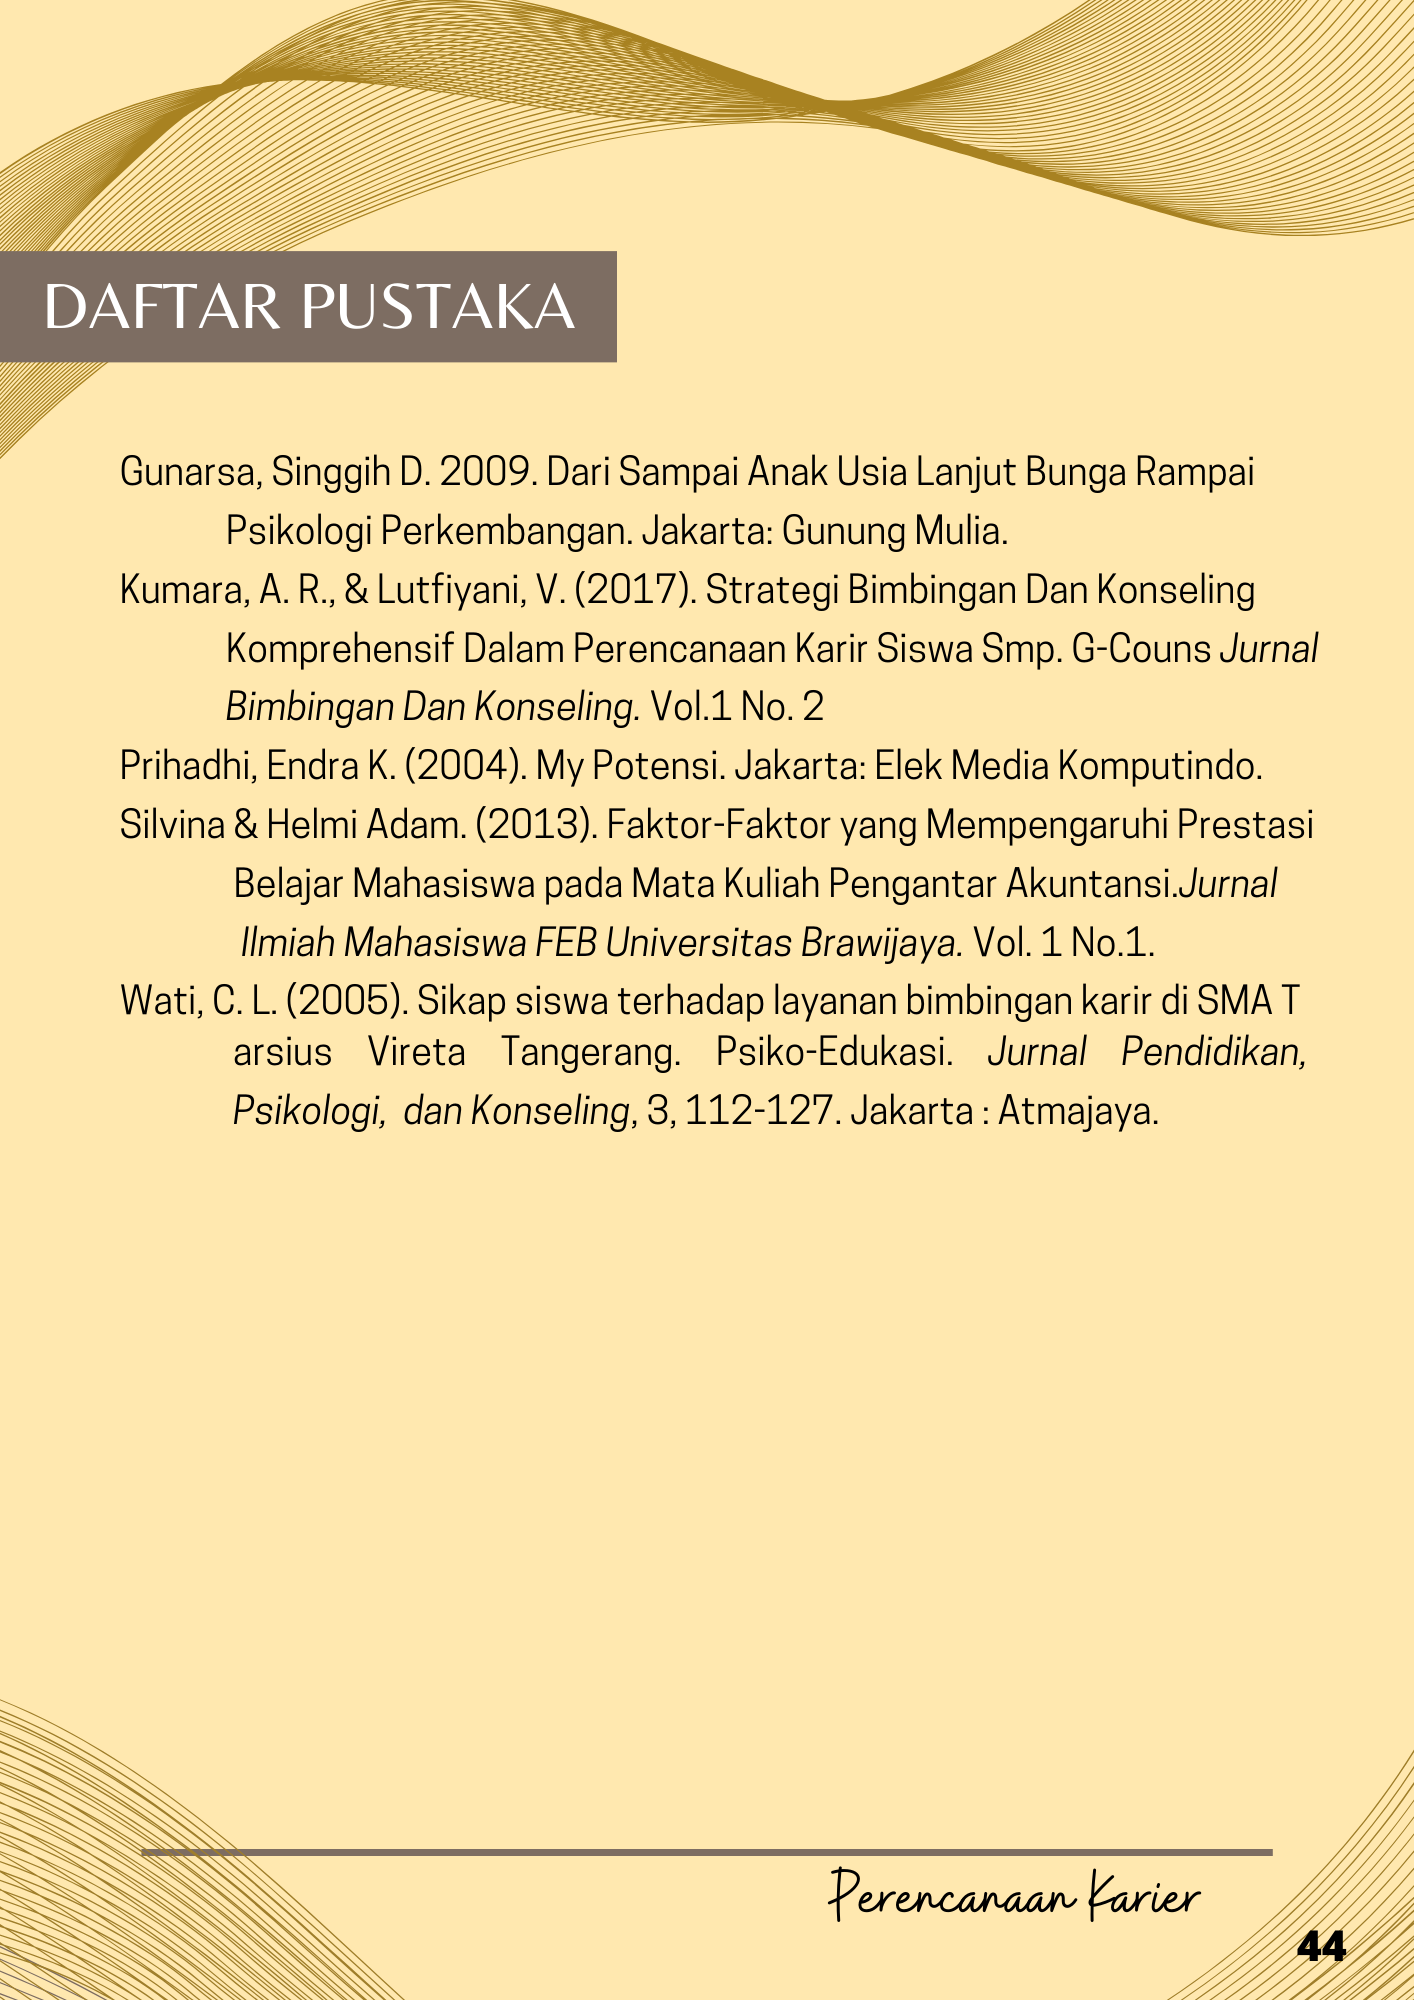 DAFTAR PUSTAKA
Gunarsa, Singgih D. 2009. Dari Sampai Anak Usia Lanjut Bunga Rampai
Psikologi Perkembangan. Jakarta: Gunung Mulia.
Kumara, A. R., & Lutfiyani, V. (2017). Strategi Bimbingan Dan Konseling
Komprehensif Dalam Perencanaan Karir Siswa Smp. G-Couns Jurnal
Bimbingan Dan Konseling. Vol.1 No. 2
Prihadhi, Endra K. (2004). My Potensi. Jakarta: Elek Media Komputindo.
Silvina & Helmi Adam. (2013). Faktor-Faktor yang Mempengaruhi Prestasi
Belajar Mahasiswa pada Mata Kuliah Pengantar Akuntansi.Jurnal
Ilmiah Mahasiswa FEB Universitas Brawijaya. Vol. 1 No.1.
Wati, C. L. (2005). Sikap siswa terhadap layanan bimbingan karir di SMA T
arsius Vireta Tangerang. Psiko-Edukasi. Jurnal Pendidikan,
Psikologi, dan Konseling, 3, 112-127. Jakarta : Atmajaya.
Perencanaan Karier
44